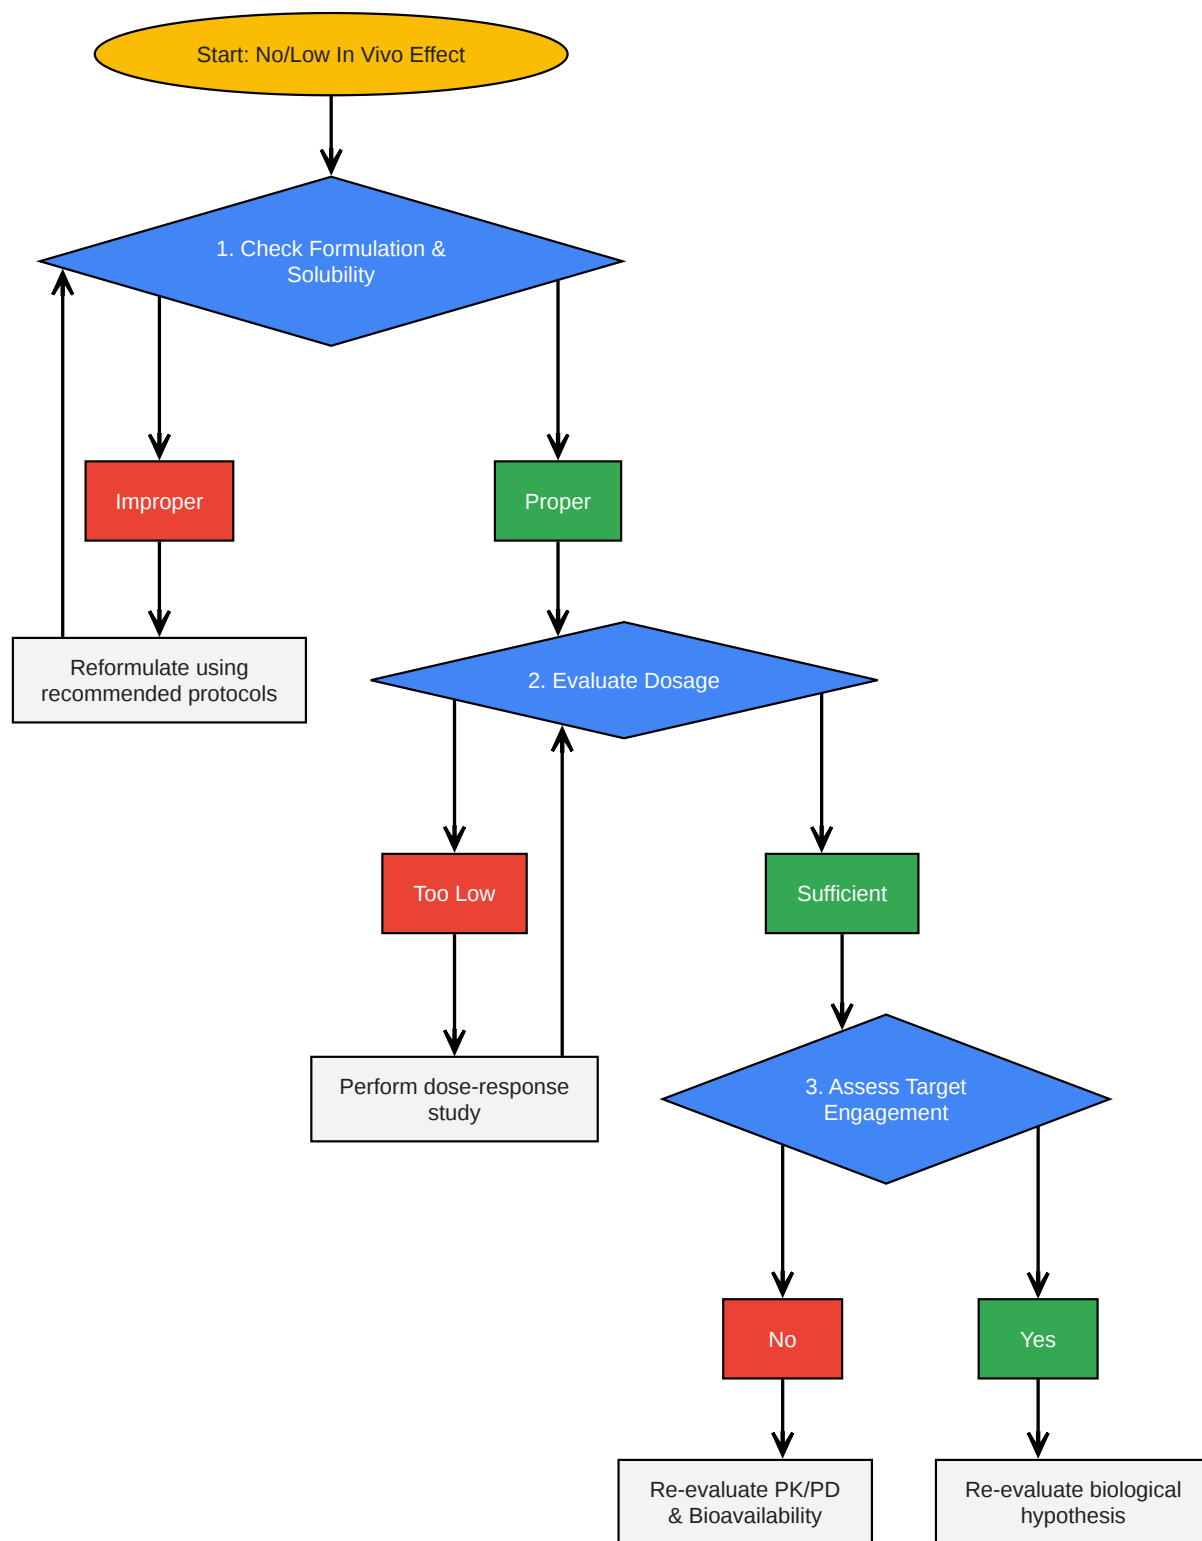 Start: No/Low In Vivo Effect
1. Check Formulation &
Solubility
Improper
Proper
Reformulate using
recommended protocols
2. Evaluate Dosage
Too Low
Sufficient
Perform dose-response
study
3. Assess Target
Engagement
No
Yes
Re-evaluate PK/PD
& Bioavailability
Re-evaluate biological
hypothesis